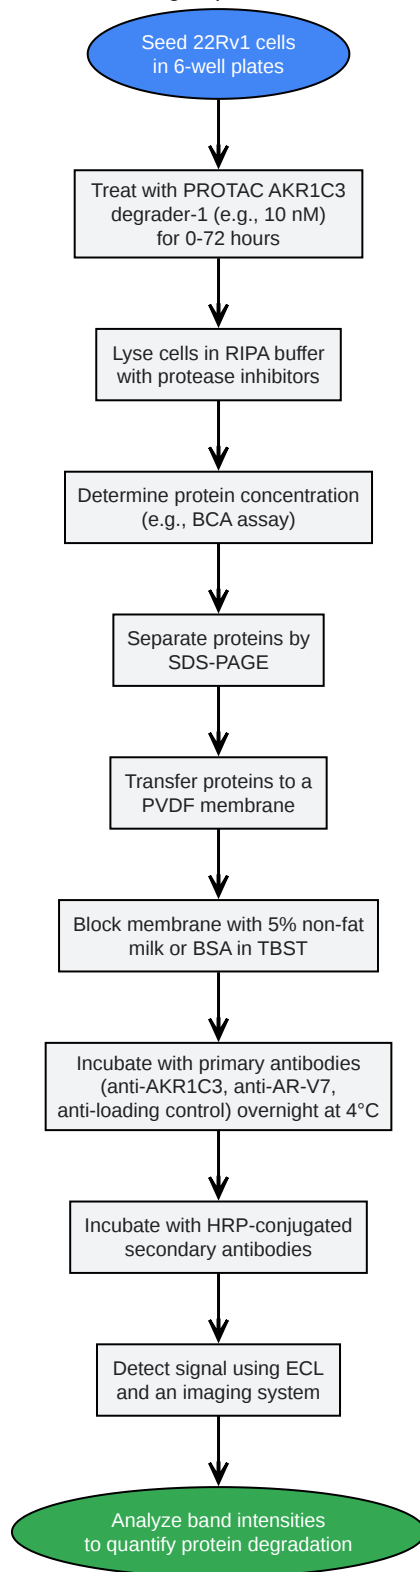 Seed 22Rv1 cells
in 6-well plates
Treat with PROTAC AKR1C3
degrader-1 (e.g., 10 nM)
for 0-72 hours
Lyse cells in RIPA buffer
with protease inhibitors
Determine protein concentration
(e.g., BCA assay)
Separate proteins by
SDS-PAGE
Transfer proteins to a
PVDF membrane
Block membrane with 5% non-fat
milk or BSA in TBST
Incubate with primary antibodies
(anti-AKR1C3, anti-AR-V7,
anti-loading control) overnight at 4°C
Incubate with HRP-conjugated
secondary antibodies
Detect signal using ECL
and an imaging system
Analyze band intensities
to quantify protein degradation